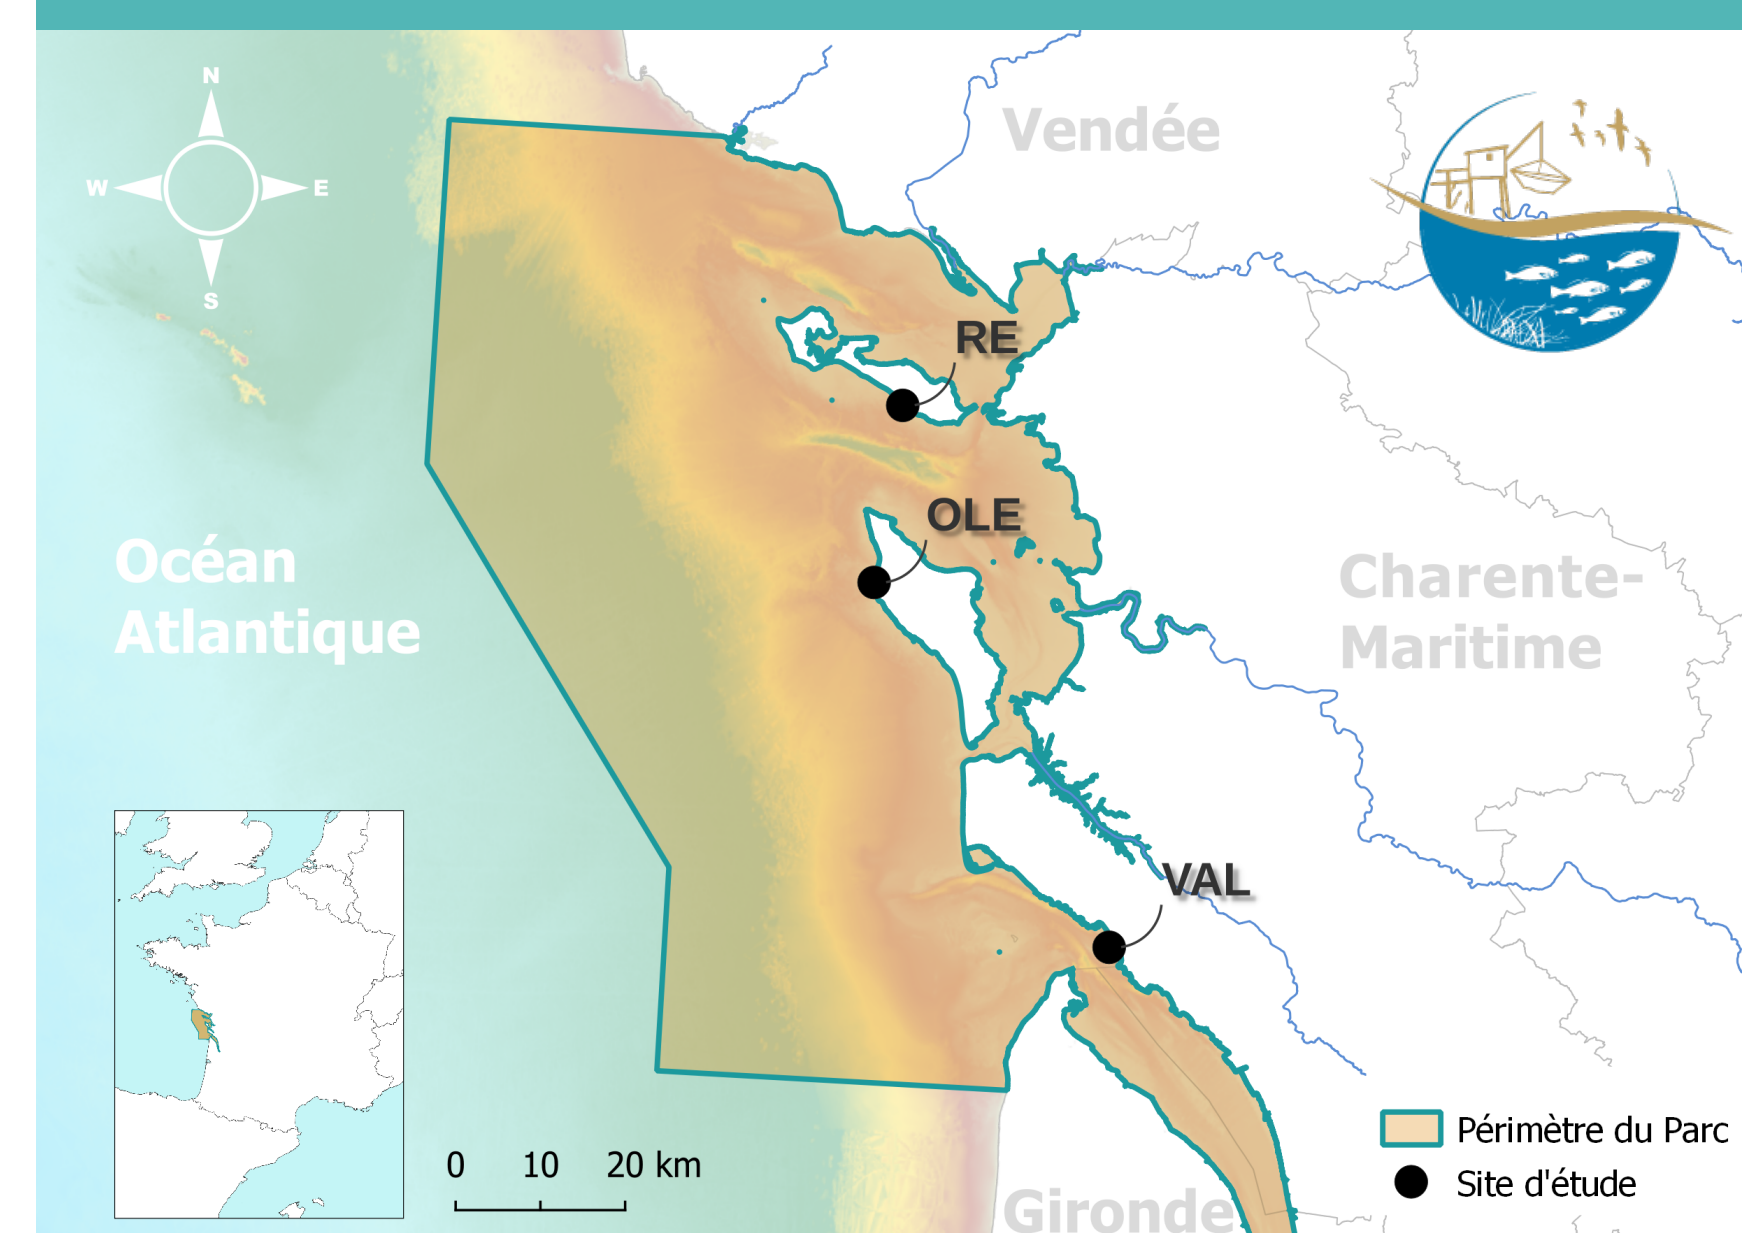 N
W E
S
Vendée
RE
OLE
Océan
Atlantique
Charente-
Maritime
VAL
0 10 20 km
Gironde
Périmètre du Parc
Site d'étude